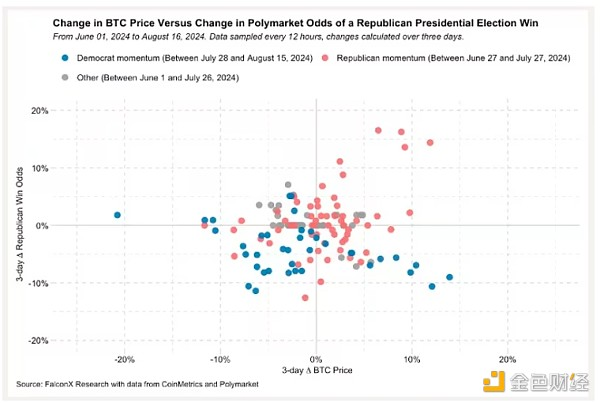 Change in BTC Price Versus Change in Polymarket Odds of a Republican Presidential Election Win
From June 01, 2024 to August 16, 2024. Data sampled every 12 hours, changes calculated over three days.
Democrat momentum (Between July 28 and August 15, 2024)
Republican momentum (Between June 27 and July 27, 2024)
Other (Between June 1 and July 26, 2024)
3-day Δ Republican Win Odds
20%
10%
0%
-10%
-20%
-20%
-10%
0%
10%
20%
3-day Δ BTC Price
Source: FalconX Research with data from CoinMetrics and Polymarket
金色财经